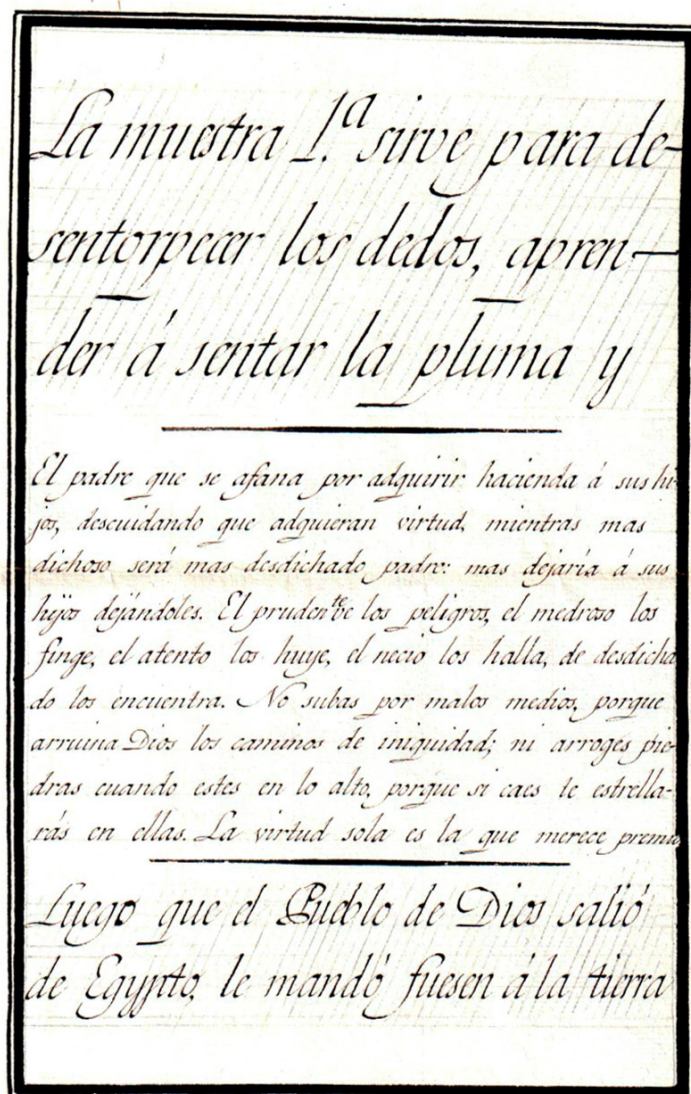 La muestra 1.ª sirve para de-
sentorpecer los dedos, apren-
der á sentar la pluma y
El padre que se afana por adquirir hacienda á sus hi-
jos, descuidando que adquieran virtud, mientras mas
dichoso será mas desdichado padre: mas dejaría á sus
hijos dejándoles. El pruden.te ve los peligros, el medroso los
finge, el atento los huye, el necio los halla, de desdicha
do los encuentra. No subas por malos medios, porque
arruina Dios los caminos de iniquidad; ni arroges pie-
dras cuando estes en lo alto, porque si caes te estrella-
rás en ellas. La virtud sola es la que merece premio,
Luego que el Pueblo de Dios salió
de Egypto, le mandó fuesen á la tierra